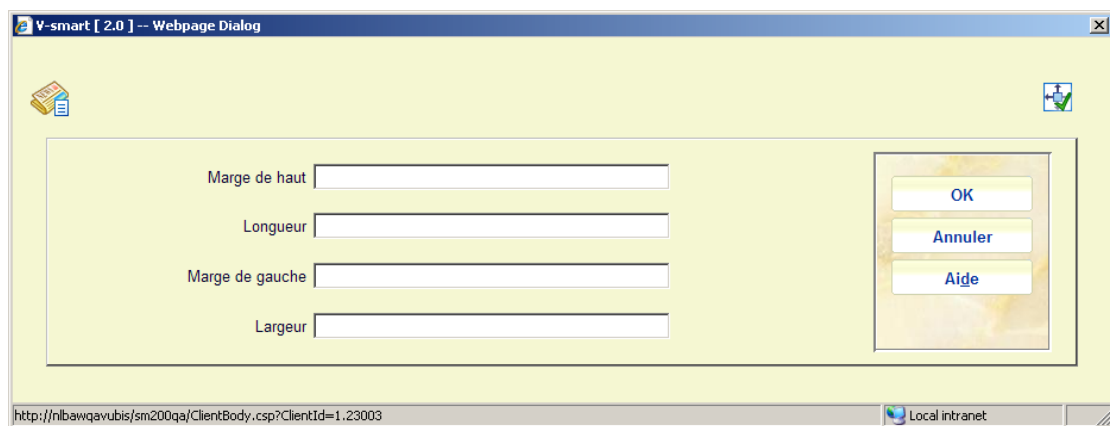 V-smart [ 2.0 ] -- Webpage Dialog
Marge de haut
Longueur
Marge de gauche
Largeur
OK
Annuler
Aide
http://nlbawqavubis/sm200qa/ClientBody.csp?ClientId=1.23003
Local intranet